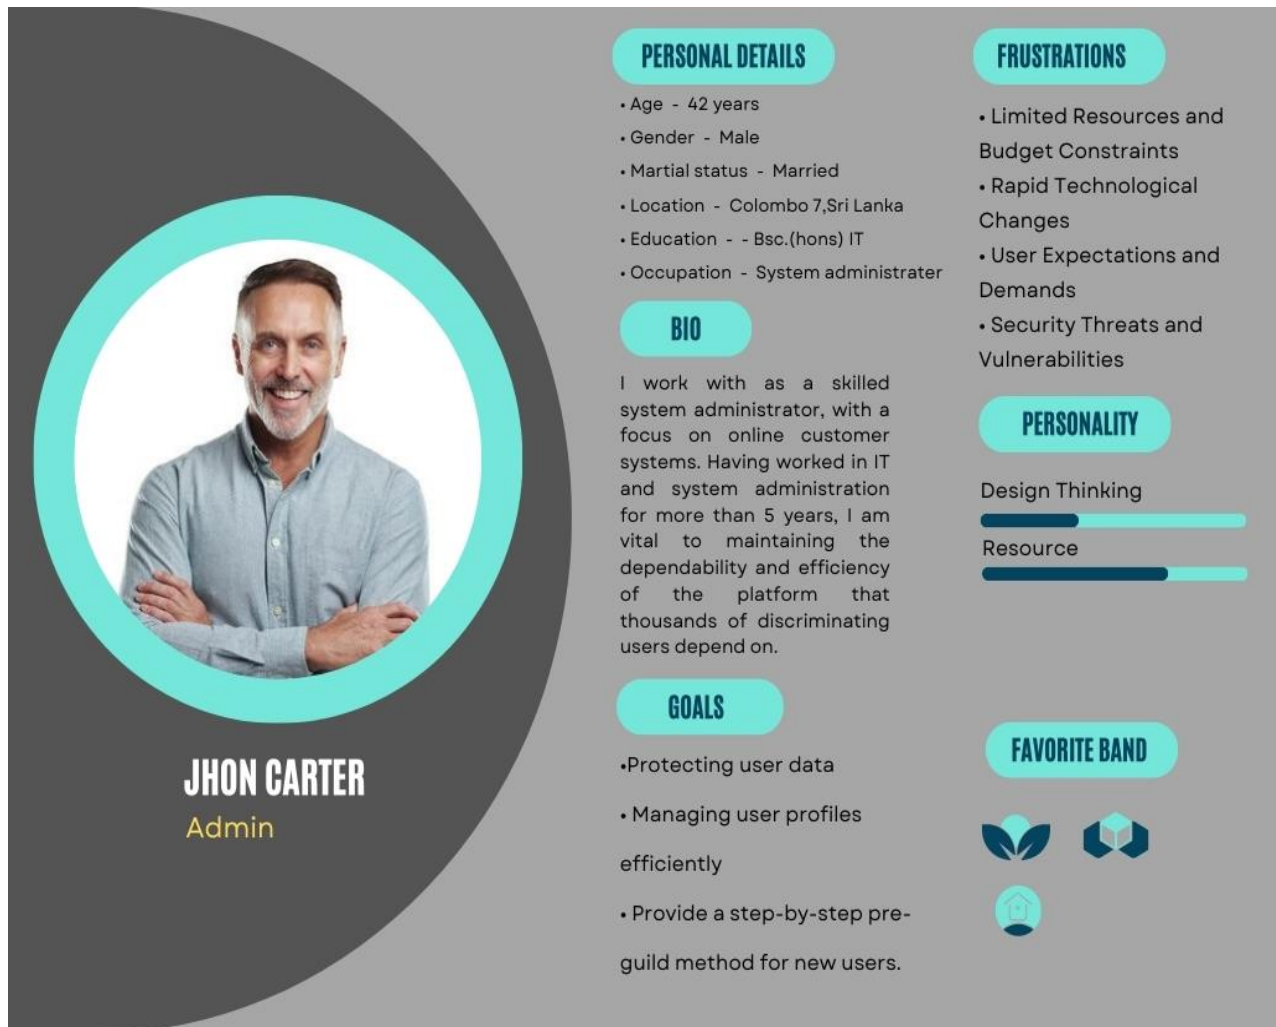 JHON CARTER
Admin
PERSONAL DETAILS
• Age - 42 years
• Gender - Male
• Martial status - Married
• Location - Colombo 7,Sri Lanka
• Education - - Bsc.(hons) IT
• Occupation - System administrater
BIO
I work with as a skilled
system administrator, with a
focus on online customer
systems. Having worked in IT
and system administration
for more than 5 years, I am
vital to maintaining the
dependability and efficiency
of the platform that
thousands of discriminating
users depend on.
GOALS
•Protecting user data
• Managing user profiles
efficiently
• Provide a step-by-step pre-
guild method for new users.
FRUSTRATIONS
• Limited Resources and
Budget Constraints
• Rapid Technological
Changes
• User Expectations and
Demands
• Security Threats and
Vulnerabilities
PERSONALITY
Design Thinking
Resource
FAVORITE BAND